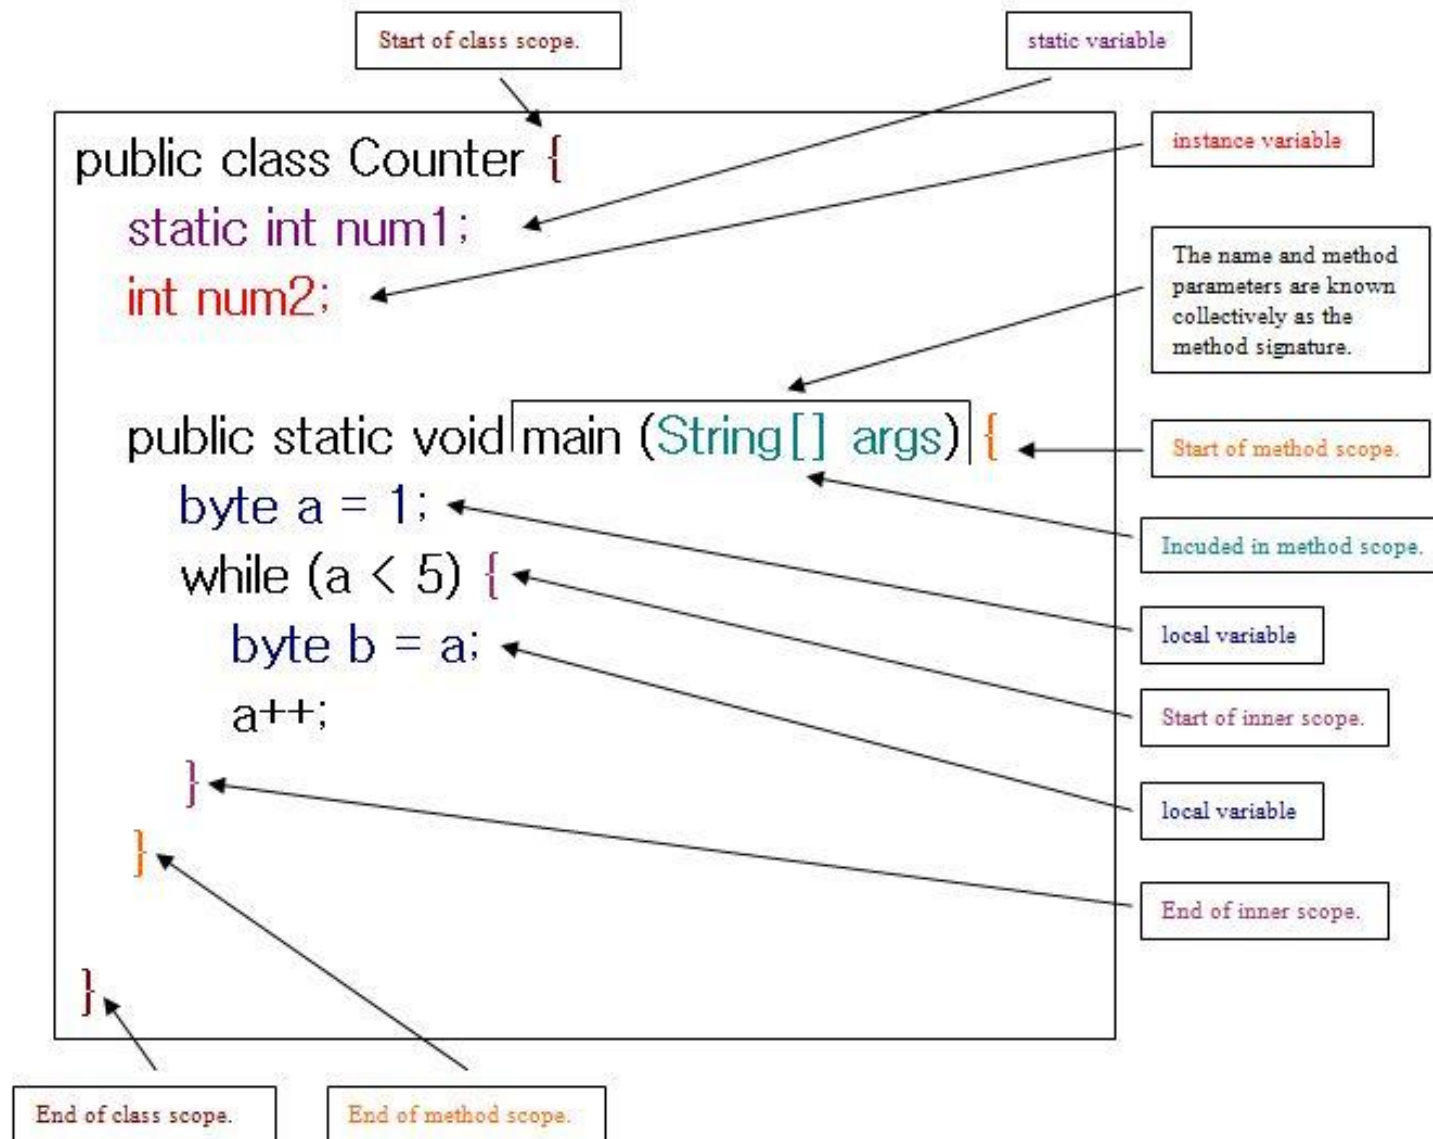 Start of class scope.
static variable
public class Counter {
instance variable
static int num1;
int num2;
The name and method
parameters are known
collectively as the
method signature.
public static void main (String[] args) {
Start of method scope.
byte a = 1;
Incuded in method scope.
while (a < 5) {
local variable
byte b = a;
a++;
Start of inner scope.
}
local variable
}
End of inner scope.
}
End of class scope.
End of method scope.